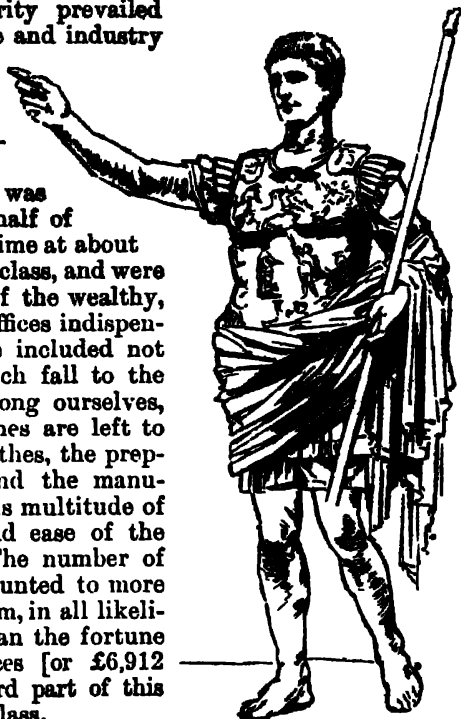 rity prevailed
and industry
was
half of
ime at about
class, and were
f the wealthy,
ffices indispen-
included not
ch fall to the
ong ourselves,
nes are left to
thes, the prep-
nd the manu-
s multitude of
d ease of the
The number of
unted to more
m, in all likeli-
an the fortune
ces [or £6,912
rd part of this
lass.